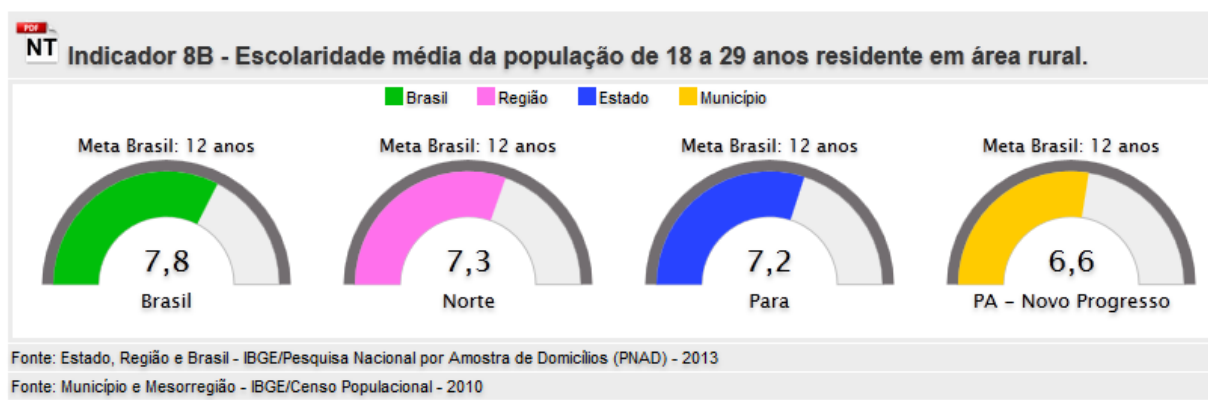 PDF
NT
Indicador 8B - Escolaridade média da população de 18 a 29 anos residente em área rural.
Brasil Região Estado Município
Meta Brasil: 12 anos Meta Brasil: 12 anos Meta Brasil: 12 anos Meta Brasil: 12 anos
7,8 7,3 7,2 6,6
Brasil Norte Para PA – Novo Progresso
Fonte: Estado, Região e Brasil - IBGE/Pesquisa Nacional por Amostra de Domicílios (PNAD) - 2013
Fonte: Município e Mesorregião - IBGE/Censo Populacional - 2010